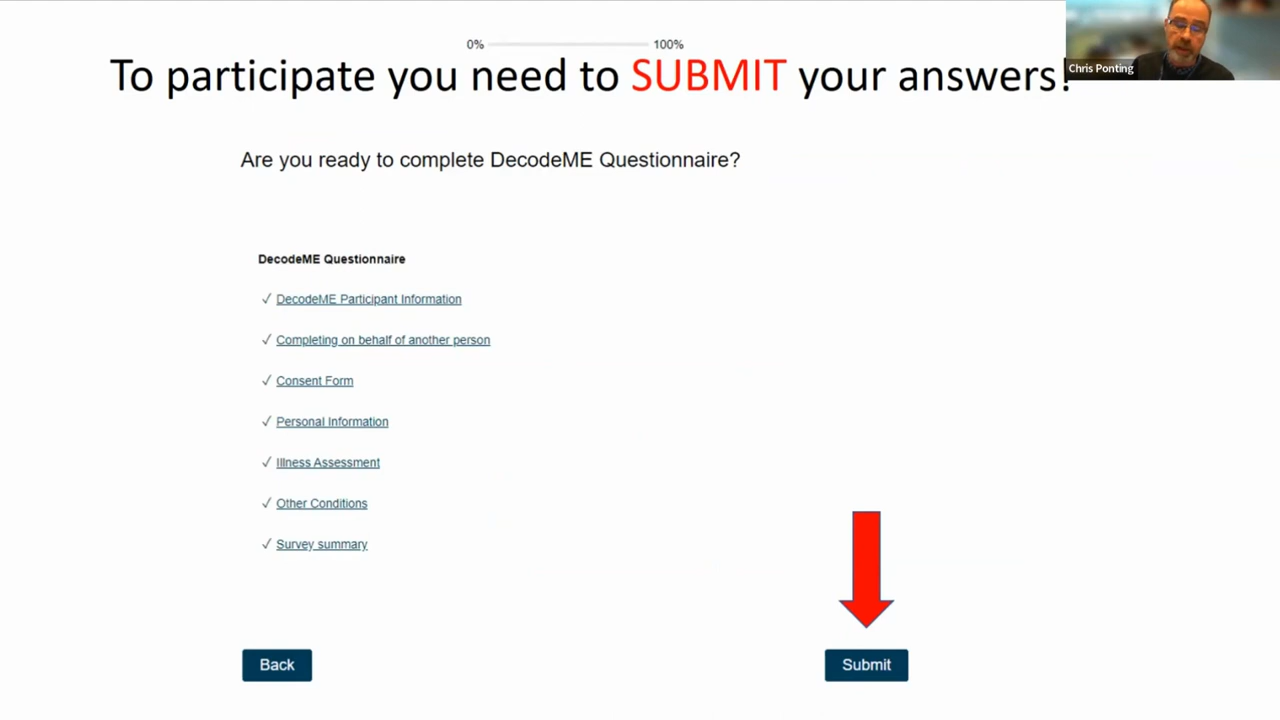 0% 100%
Chris Ponting
To participate you need to SUBMIT your answers!
Are you ready to complete DecodeME Questionnaire?
DecodeME Questionnaire
✓ DecodeME Participant Information
✓ Completing on behalf of another person
✓ Consent Form
✓ Personal Information
✓ Illness Assessment
✓ Other Conditions
✓ Survey summary
Back
Submit